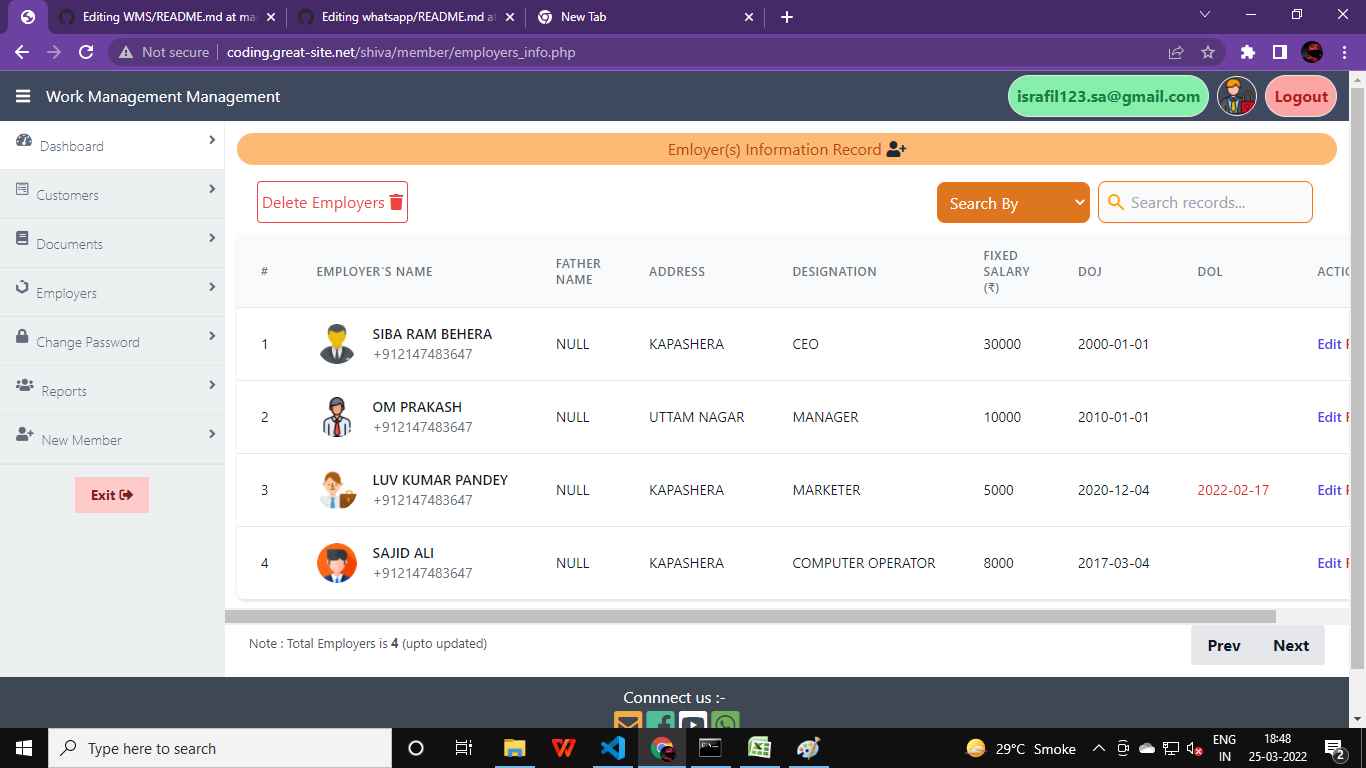 Editing WMS/README.md at ma
Editing whatsapp/README.md a
New Tab
Not secure
coding.great-site.net/shiva/member/employers_info.php
Work Management Management
israfil123.sa@gmail.com
Logout
Dashboard
Customers
Documents
Employers
Change Password
Reports
New Member
Exit
Emloyer(s) Information Record
Delete Employers
Search By
Search records...
# EMPLOYER`S NAME FATHER NAME ADDRESS DESIGNATION FIXED SALARY (₹) DOJ DOL ACTIO
1 SIBA RAM BEHERA NULL KAPASHERA CEO 30000 2000-01-01 Edit
+912147483647
2 OM PRAKASH NULL UTTAM NAGAR MANAGER 10000 2010-01-01 Edit
+912147483647
3 LUV KUMAR PANDEY NULL KAPASHERA MARKETER 5000 2020-12-04 2022-02-17 Edit
+912147483647
4 SAJID ALI NULL KAPASHERA COMPUTER OPERATOR 8000 2017-03-04 Edit
+912147483647
Note : Total Employers is 4 (upto updated)
Prev Next
Connnect us :-
Type here to search
29°C Smoke
ENG
IN
18:48
25-03-2022
2